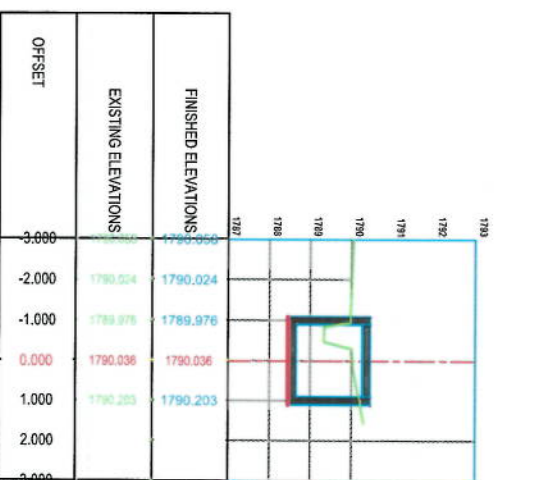 OFFSET
EXISTING ELEVATIONS
FINISHED ELEVATIONS
1787
1788
1789
1790
1791
1792
1793
-3.000
-2.000 1790.024 1790.024
-1.000 1789.976 1789.976
0.000 1790.036 1790.036
1.000 1790.203 1790.203
2.000